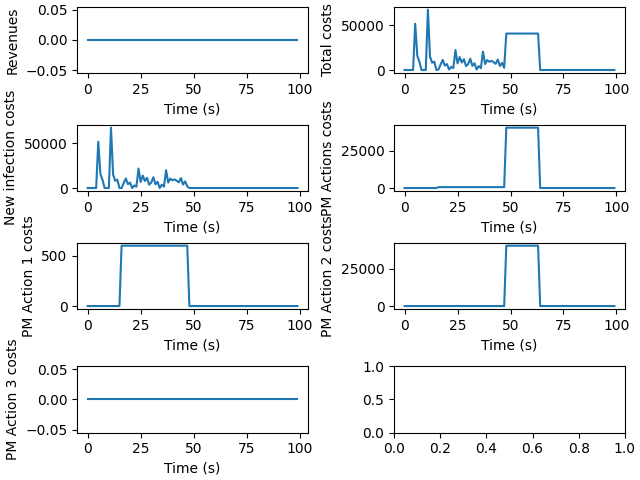 Revenues
0.05
0.00
−0.05
0 25 50 75 100
Time (s)
Total costs
50000
0
0 25 50 75 100
Time (s)
New infection costs
50000
0
0 25 50 75 100
Time (s)
PM Actions costs
25000
0
0 25 50 75 100
Time (s)
PM Action 1 costs
500
0
0 25 50 75 100
Time (s)
PM Action 2 costs
25000
0
0 25 50 75 100
Time (s)
PM Action 3 costs
0.05
0.00
−0.05
0 25 50 75 100
Time (s)
1.0
0.5
0.0
0.0 0.2 0.4 0.6 0.8 1.0